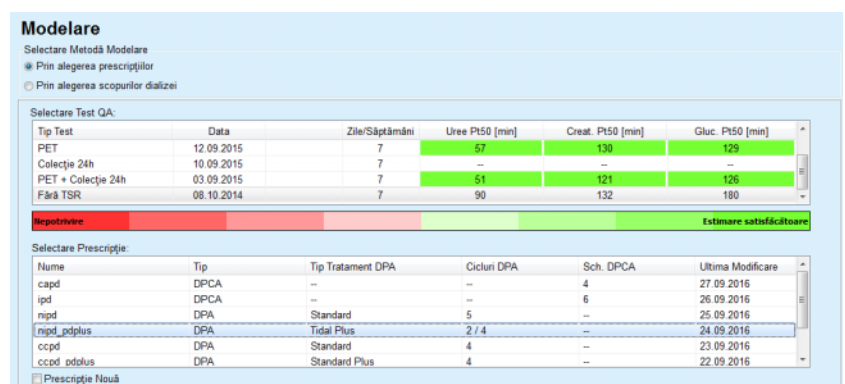 Modelare
Selectare Metodă Modelare
Prin alegerea prescripțiilor
Prin alegerea scopurilor dializei
Selectare Test QA:
Tip Test Data Zile/Săptămâni Uree Pt50 [min] Creat. Pt50 [min] Gluc. Pt50 [min]
PET 12.09.2015 7 57 130 129
Colecție 24h 10.09.2015 7 -- -- --
PET + Colecție 24h 03.09.2015 7 51 121 126
Fără TSR 08.10.2014 7 90 132 180
Nepotrivire Estimare satisfăcătoare
Selectare Prescripție:
Nume Tip Tip Tratament DPA Cicluri DPA Sch. DPCA Ultima Modificare
capd DPCA -- -- 4 27.09.2016
ipd DPCA -- -- 6 26.09.2016
nipd DPA Standard 5 -- 25.09.2016
nipd_pdplus DPA Tidal Plus 2 / 4 -- 24.09.2016
ccpd DPA Standard 4 -- 23.09.2016
ccpd_pdplus DPA Standard Plus 4 -- 22.09.2016
Prescripție Nouă